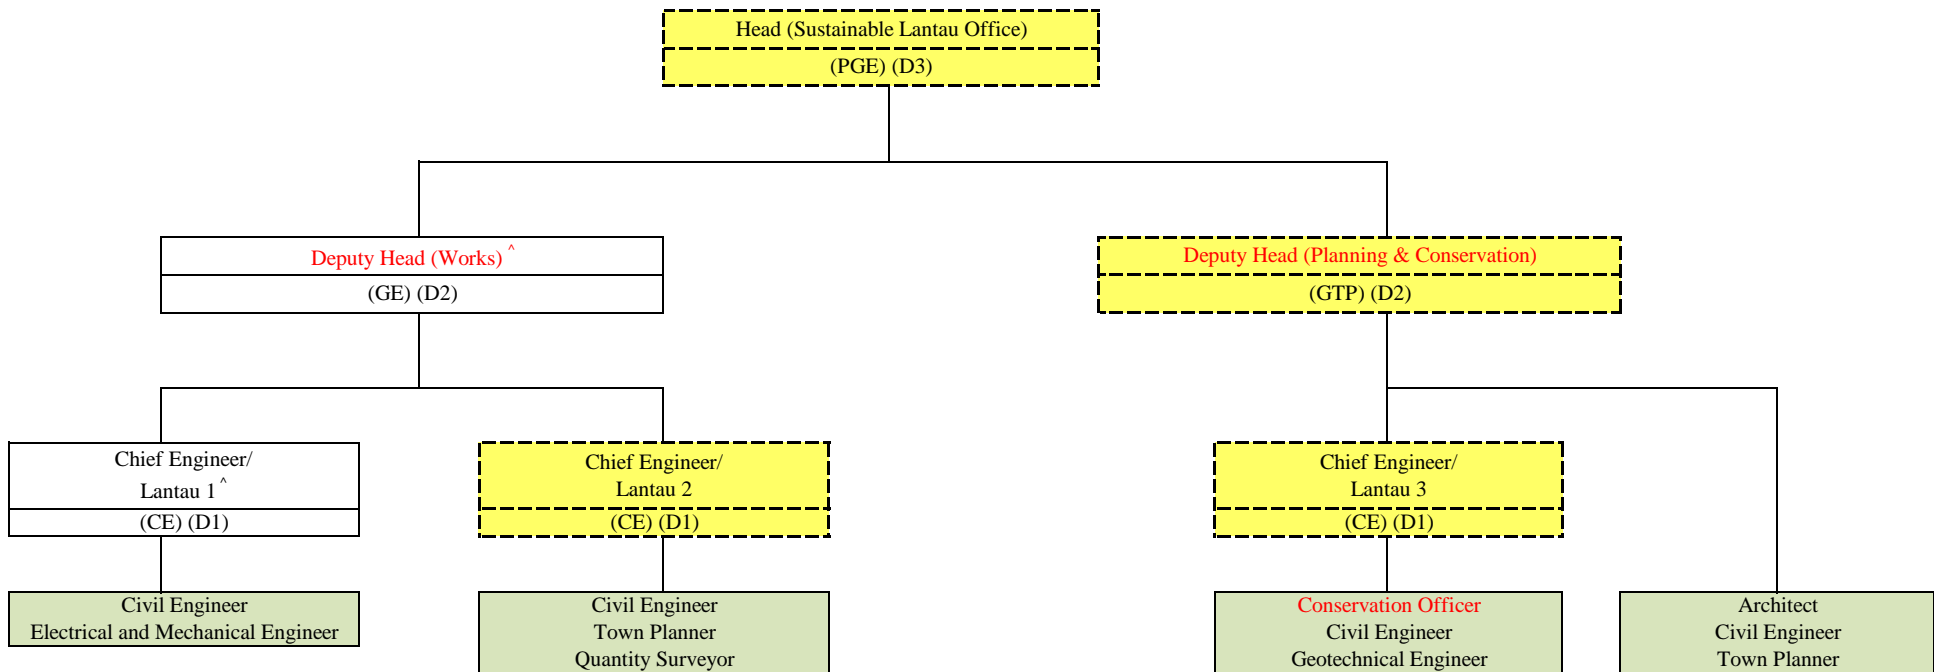 Head (Sustainable Lantau Office)
(PGE) (D3)
Deputy Head (Works) ^
(GE) (D2)
Deputy Head (Planning & Conservation)
(GTP) (D2)
Chief Engineer/
Lantau 1 ^
(CE) (D1)
Chief Engineer/
Lantau 2
(CE) (D1)
Chief Engineer/
Lantau 3
(CE) (D1)
Civil Engineer
Electrical and Mechanical Engineer
Civil Engineer
Town Planner
Quantity Surveyor
Conservation Officer
Civil Engineer
Geotechnical Engineer
Architect
Civil Engineer
Town Planner